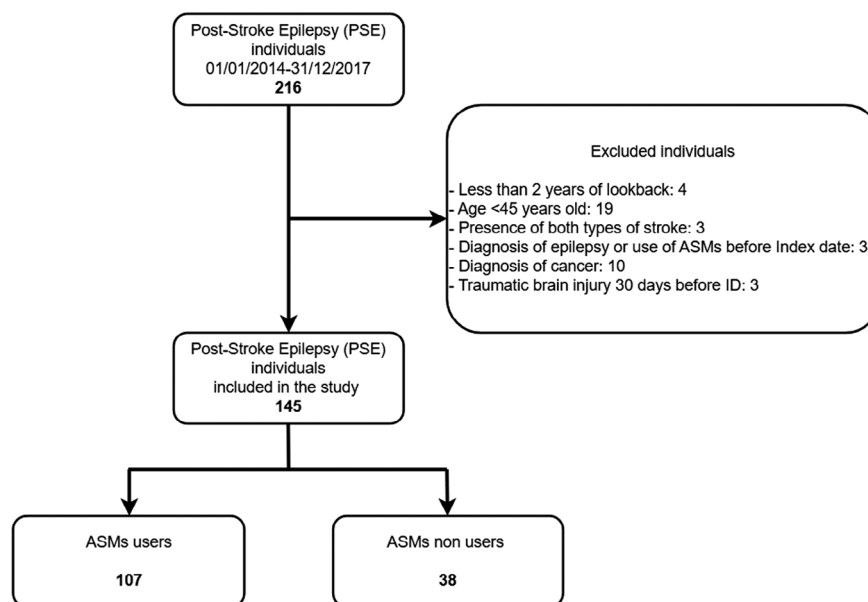 Post-Stroke Epilepsy (PSE)
individuals
01/01/2014-31/12/2017
216
Excluded individuals
- Less than 2 years of lookback: 4
- Age <45 years old: 19
- Presence of both types of stroke: 3
- Diagnosis of epilepsy or use of ASMs before Index date: 3
- Diagnosis of cancer: 10
- Traumatic brain injury 30 days before ID: 3
Post-Stroke Epilepsy (PSE)
individuals
included in the study
145
ASMs users
107
ASMs non users
38